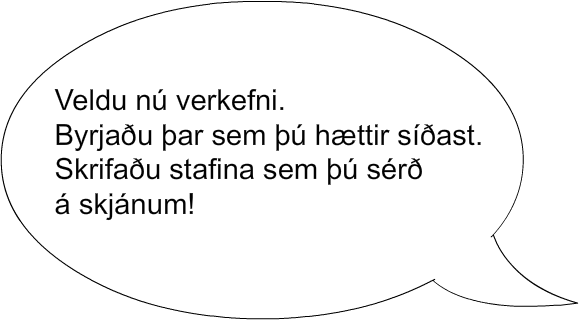 Veldu nú verkefni.
Byrjaðu þar sem þú hættir síðast.
Skrifaðu stafina sem þú sérð
á skjánum!